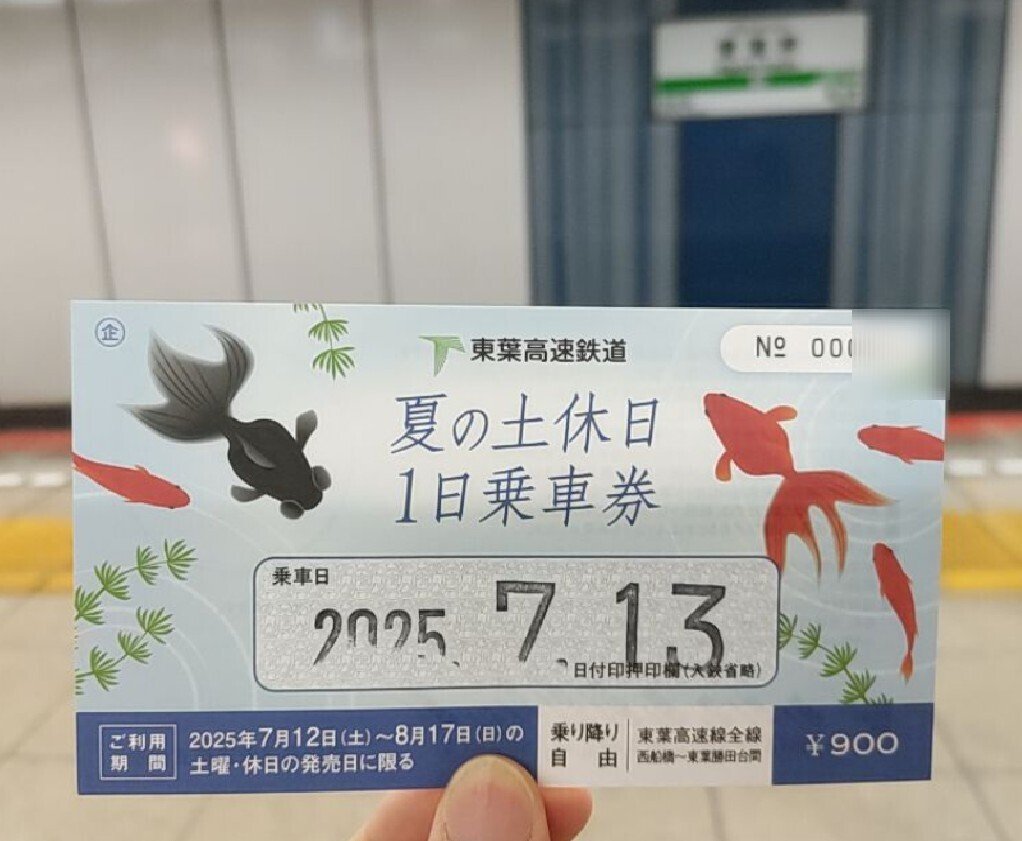 企
東葉高速鉄道
№ 000
夏の土休日
1日乗車券
乗車日
2025. 7. 13
日付印押印欄(入鋏省略)
ご利用
期間
2025年7月12日(土)~8月17日(日)の
土曜・休日の発売日に限る
乗り降り
自由
東葉高速線全線
西船橋~東葉勝田台間
¥900